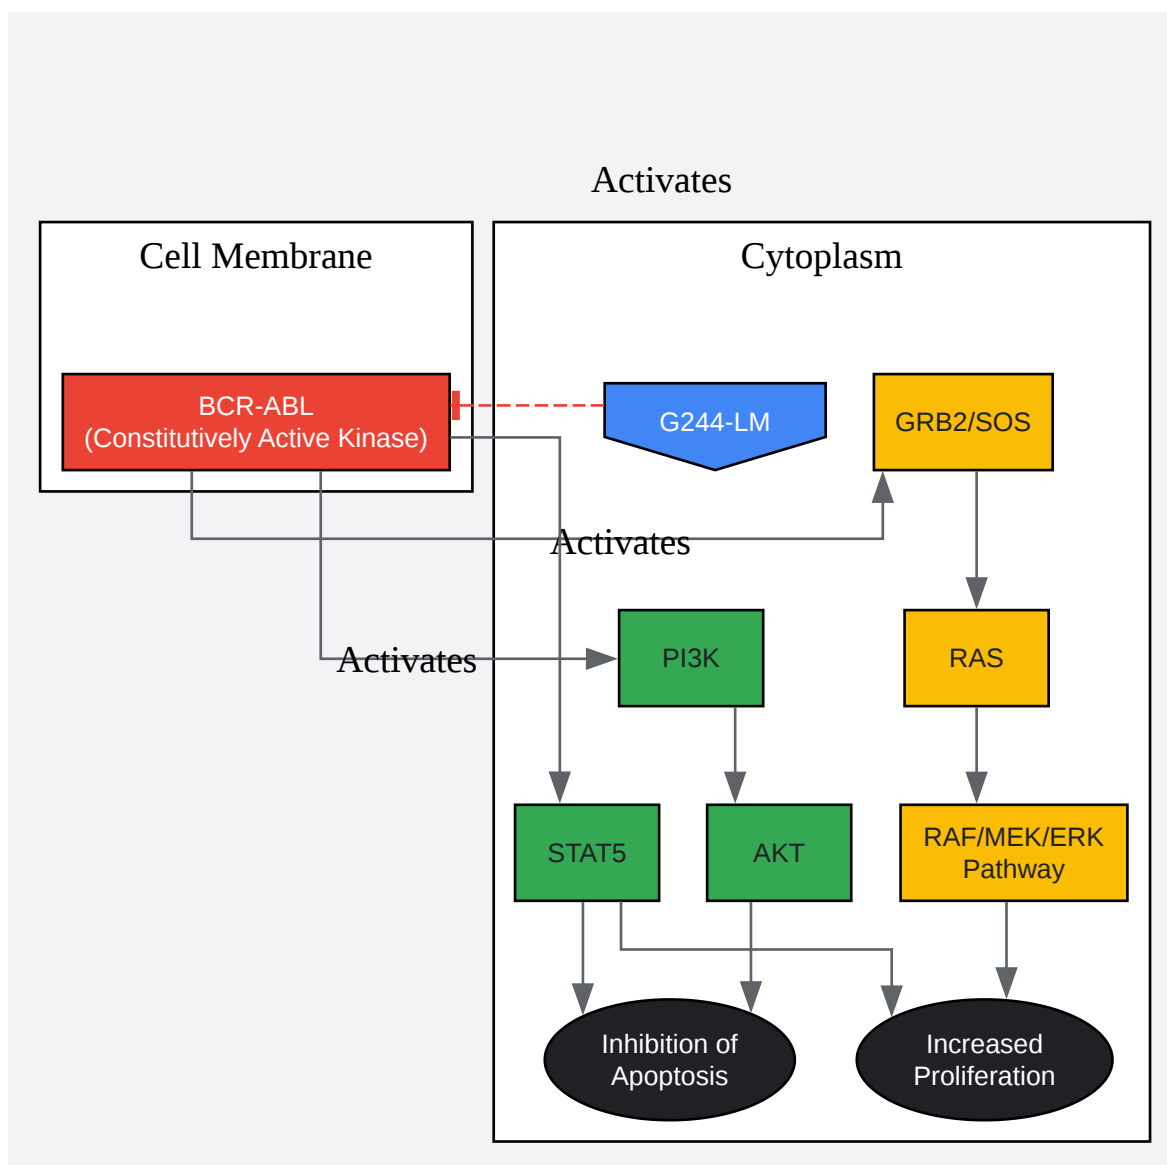 Activates
Cell Membrane
Cytoplasm
BCR-ABL
(Constitutively Active Kinase)
G244-LM
GRB2/SOS
Activates
Activates
PI3K
RAS
STAT5
AKT
RAF/MEK/ERK
Pathway
Inhibition of
Apoptosis
Increased
Proliferation